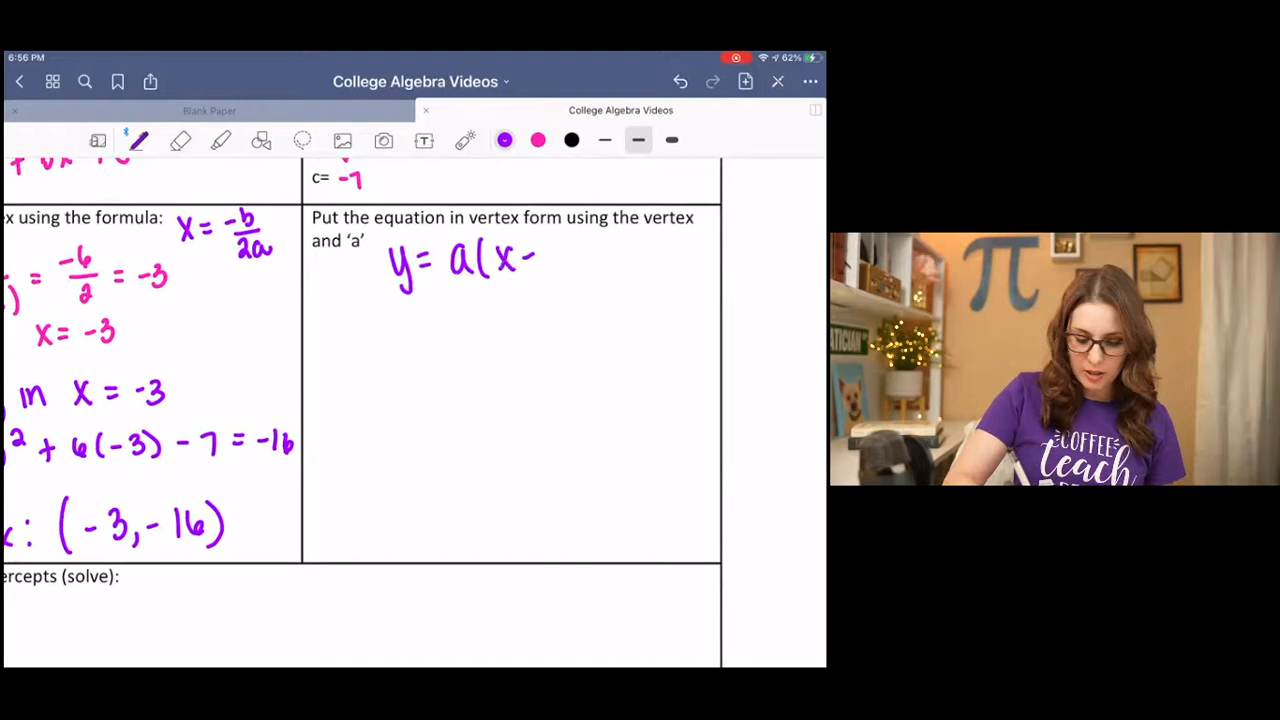 6:56 PM
62%
College Algebra Videos
Blank Paper
College Algebra Videos
+ 6x
c= -7
x using the formula: x = -b/2a
= -6/2 = -3
x = -3
in x = -3
² + 6(-3) - 7 = -16
x: (-3, -16)
Put the equation in vertex form using the vertex
and ‘a’
y = a(x -
ercepts (solve):
COFFEE
teach